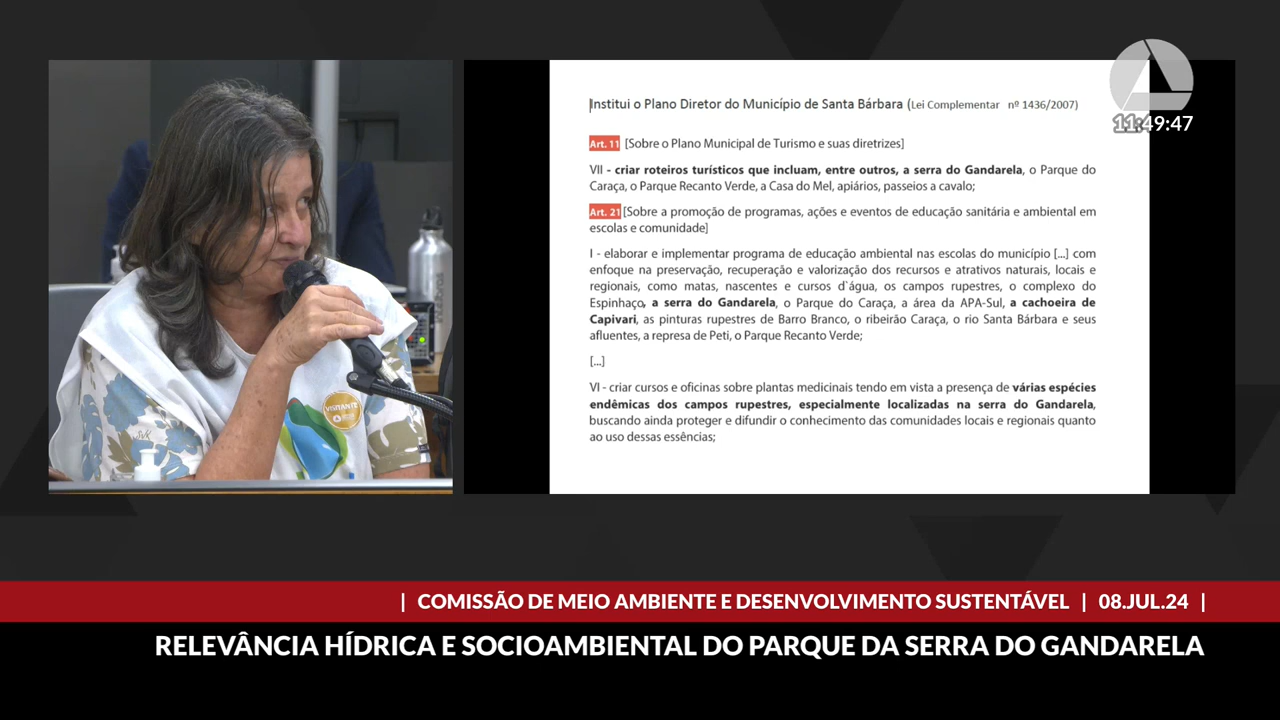 11:49:47
Institui o Plano Diretor do Município de Santa Bárbara (Lei Complementar nº 1436/2007)
Art. 11 [Sobre o Plano Municipal de Turismo e suas diretrizes]
VII - criar roteiros turísticos que incluam, entre outros, a serra do Gandarela, o Parque do
Caraça, o Parque Recanto Verde, a Casa do Mel, apiários, passeios a cavalo;
Art. 21 [Sobre a promoção de programas, ações e eventos de educação sanitária e ambiental em
escolas e comunidade]
I - elaborar e implementar programa de educação ambiental nas escolas do município [...] com
enfoque na preservação, recuperação e valorização dos recursos e atrativos naturais, locais e
regionais, como matas, nascentes e cursos d`água, os campos rupestres, o complexo do
Espinhaço, a serra do Gandarela, o Parque do Caraça, a área da APA-Sul, a cachoeira de
Capivari, as pinturas rupestres de Barro Branco, o ribeirão Caraça, o rio Santa Bárbara e seus
afluentes, a represa de Peti, o Parque Recanto Verde;
[...]
VI - criar cursos e oficinas sobre plantas medicinais tendo em vista a presença de várias espécies
endêmicas dos campos rupestres, especialmente localizadas na serra do Gandarela,
buscando ainda proteger e difundir o conhecimento das comunidades locais e regionais quanto
ao uso dessas essências;
VISITANTE
| COMISSÃO DE MEIO AMBIENTE E DESENVOLVIMENTO SUSTENTÁVEL | 08.JUL.24 |
RELEVÂNCIA HÍDRICA E SOCIOAMBIENTAL DO PARQUE DA SERRA DO GANDARELA